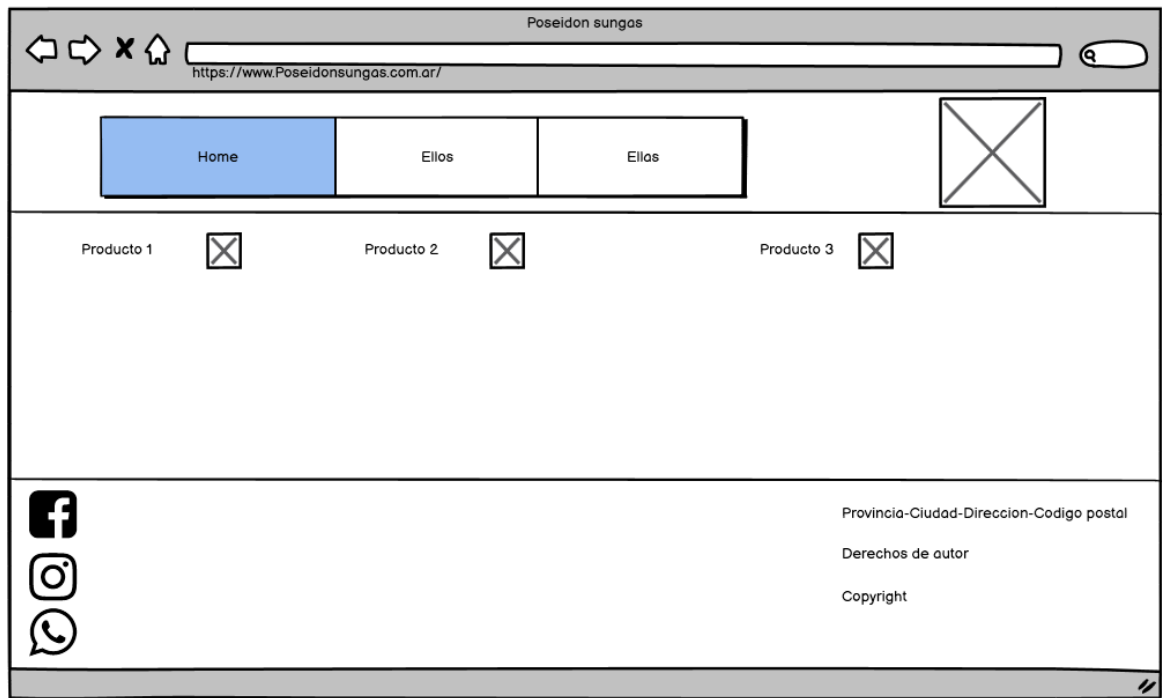 Poseidon sungas
https://www.Poseidonsungas.com.ar/
Home Ellos Ellas
Producto 1 Producto 2 Producto 3
Provincia-Ciudad-Direccion-Codigo postal
Derechos de autor
Copyright